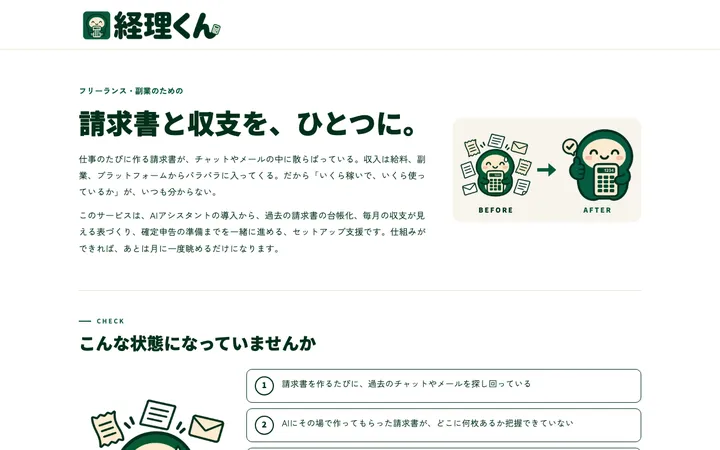 経理くん
フリーランス・副業のための
請求書と収支を、ひとつに。
仕事のたびに作る請求書が、チャットやメールの中に散らばっている。収入は給料、副
業、プラットフォームからバラバラに入ってくる。だから「いくら稼いで、いくら使っ
ているか」が、いつも分からない。
このサービスは、AIアシスタントの導入から、過去の請求書の台帳化、毎月の収支が見
える表づくり、確定申告の準備までを一緒に進める、セットアップ支援です。仕組みが
できれば、あとは月に一度眺めるだけになります。
1234
BEFORE
AFTER
CHECK
こんな状態になっていませんか
1 請求書を作るたびに、過去のチャットやメールを探し回っている
2 AIにその場で作ってもらった請求書が、どこに何枚あるか把握できていない